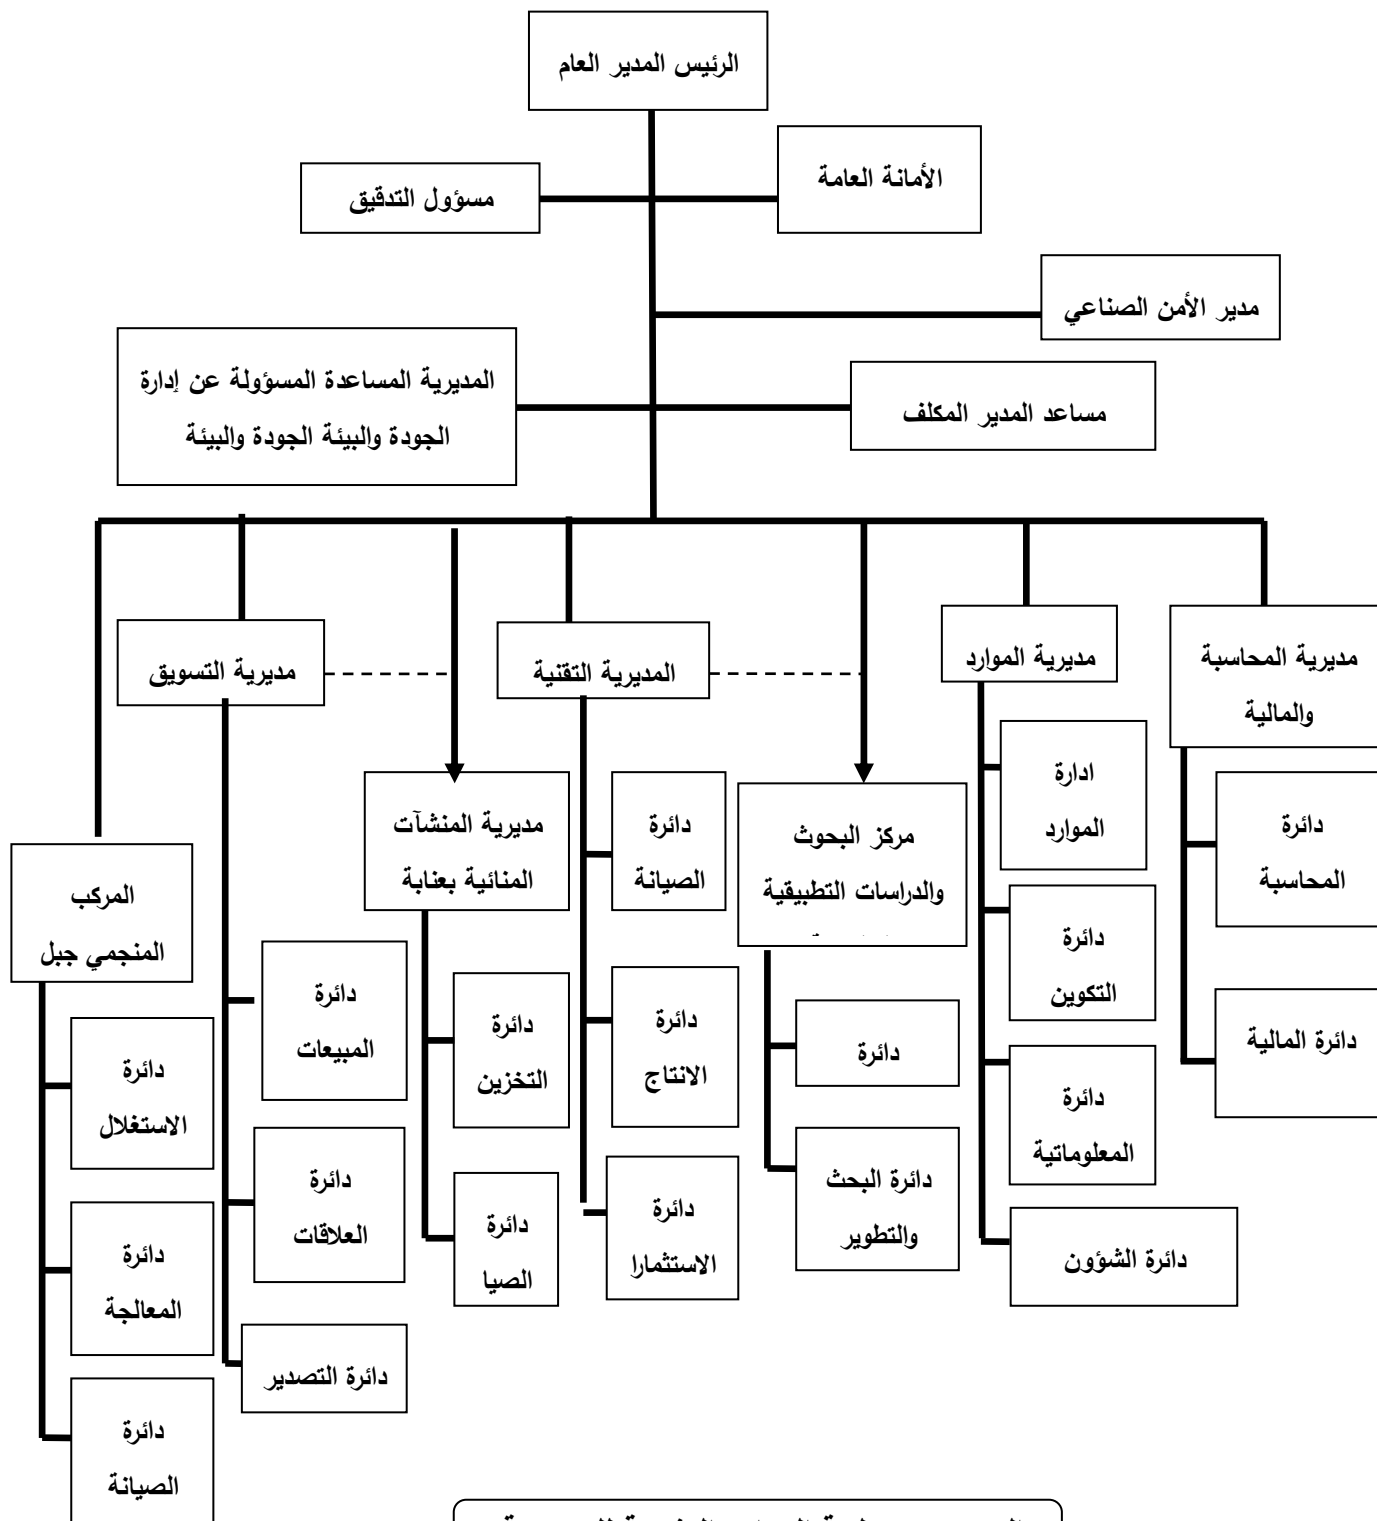 الرئيس المدير العام
الأمانة العامة
مسؤول التدقيق
مدير الأمن الصناعي
المديرية المساعدة المسؤولة عن إدارة
الجودة والبيئة الجودة والبيئة
مساعد المدير المكلف
مديرية المحاسبة
والمالية
مديرية الموارد
المديرية التقنية
مديرية التسويق
ادارة
الموارد
دائرة
المحاسبة
دائرة
الصيانة
مديرية المنشآت
المنائية بعنابة
مركز البحوث
والدراسات التطبيقية
المركب
المنجمي جبل
دائرة
التكوين
دائرة
المبيعات
دائرة
التخزين
دائرة
الانتاج
دائرة
دائرة المالية
دائرة
الاستغلال
دائرة
المعلوماتية
دائرة
العلاقات
دائرة
الصيا
دائرة
الاستثمارا
دائرة البحث
والتطوير
دائرة الشؤون
دائرة
المعالجة
دائرة التصدير
دائرة
الصيانة